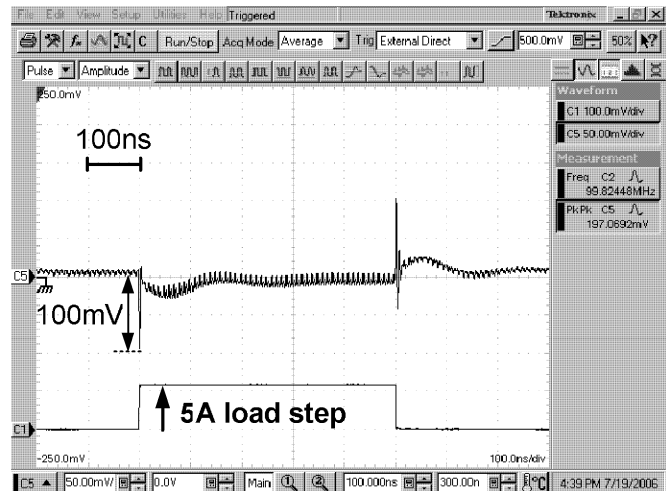 File Edit View Setup Utilities Help Triggered Tektronix
C Run/Stop Acq Mode Average Trig External Direct 500.0mV 50%
Pulse Amplitude
250.0mV
Waveform
C1 100.0mV/div
C5 50.00mV/div
Measurement
Freq C2
99.82448MHz
PkPk C5
197.0692mV
100ns
C5
100mV
5A load step
C1
-250.0mV
100.0ns/div
C5 50.00mV/ 0.0V Main 1 2 100.000ns 300.00n °C 4:39 PM 7/19/2006